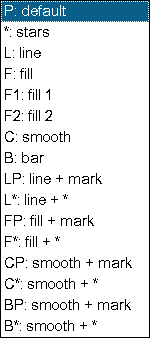 P: default
*: stars
L: line
F: fill
F1: fill 1
F2: fill 2
C: smooth
B: bar
LP: line + mark
L*: line + *
FP: fill + mark
F*: fill + *
CP: smooth + mark
C*: smooth + *
BP: smooth + mark
B*: smooth + *